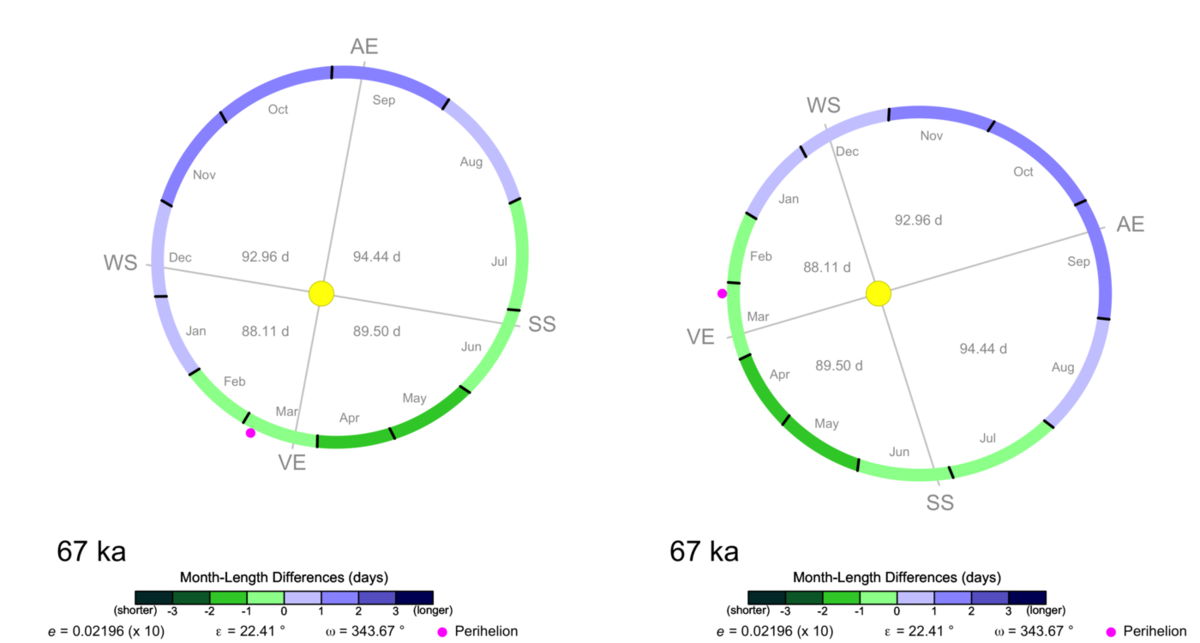 AE
Sep
Oct
Aug
Nov
WS
Dec
92.96 d
94.44 d
Jul
SS
Jan
88.11 d
89.50 d
Jun
Feb
May
Mar
Apr
VE
67 ka
Month-Length Differences (days)
(shorter) -3 -2 -1 0 1 2 3 (longer)
e = 0.02196 (x 10) ε = 22.41 ° ω = 343.67 ° Perihelion
WS
Dec
Nov
Oct
Jan
92.96 d
AE
Feb
88.11 d
Sep
Mar
VE
94.44 d
89.50 d
Apr
Aug
May
Jun
Jul
SS
67 ka
Month-Length Differences (days)
(shorter) -3 -2 -1 0 1 2 3 (longer)
e = 0.02196 (x 10) ε = 22.41 ° ω = 343.67 ° Perihelion